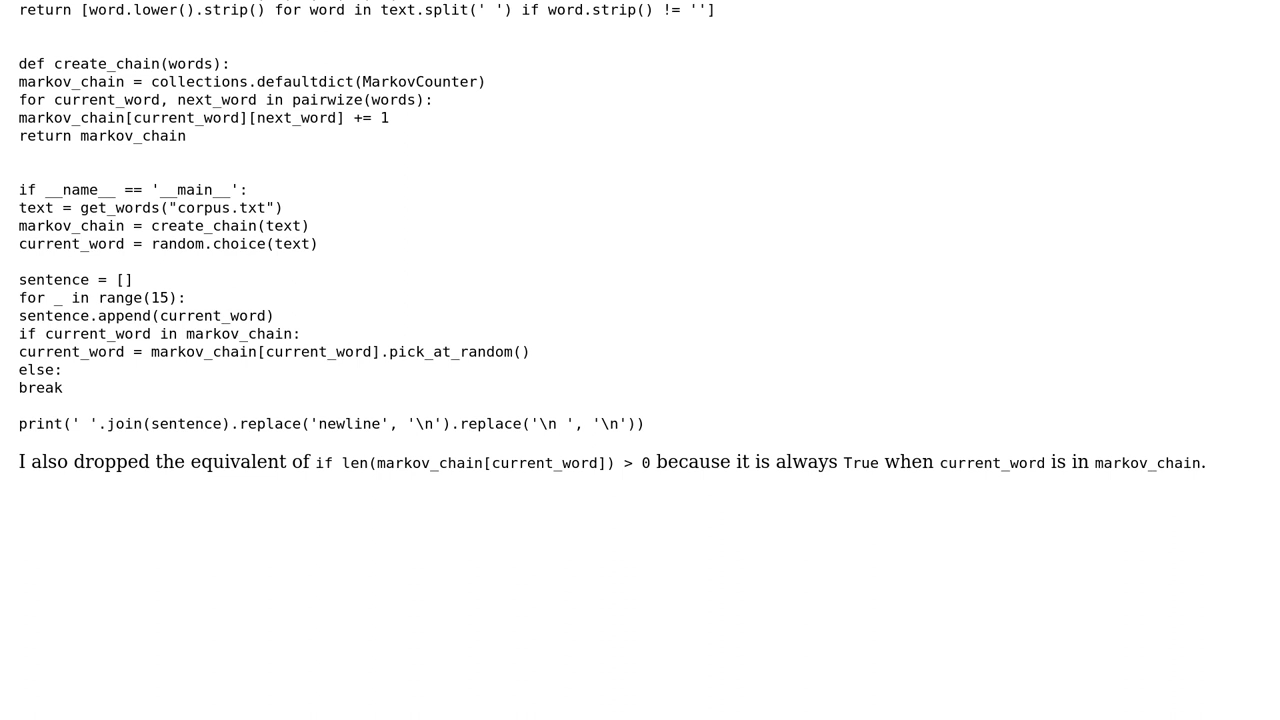 return [word.lower().strip() for word in text.split(' ') if word.strip() != '']
def create_chain(words):
markov_chain = collections.defaultdict(MarkovCounter)
for current_word, next_word in pairwize(words):
markov_chain[current_word][next_word] += 1
return markov_chain
if __name__ == '__main__':
text = get_words("corpus.txt")
markov_chain = create_chain(text)
current_word = random.choice(text)
sentence = []
for _ in range(15):
sentence.append(current_word)
if current_word in markov_chain:
current_word = markov_chain[current_word].pick_at_random()
else:
break
print(' '.join(sentence).replace('newline', '\n').replace('\n ', '\n'))
I also dropped the equivalent of if len(markov_chain[current_word]) > 0 because it is always True when current_word is in markov_chain.